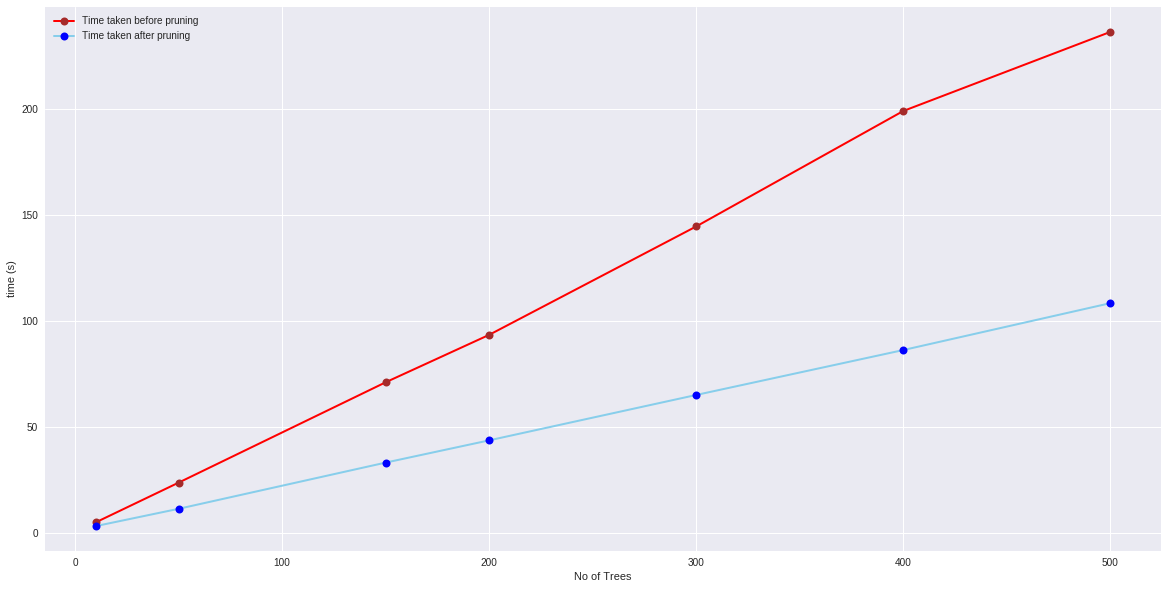 Time taken before pruning
Time taken after pruning
200
150
100
50
0
time (s)
0 100 200 300 400 500
No of Trees